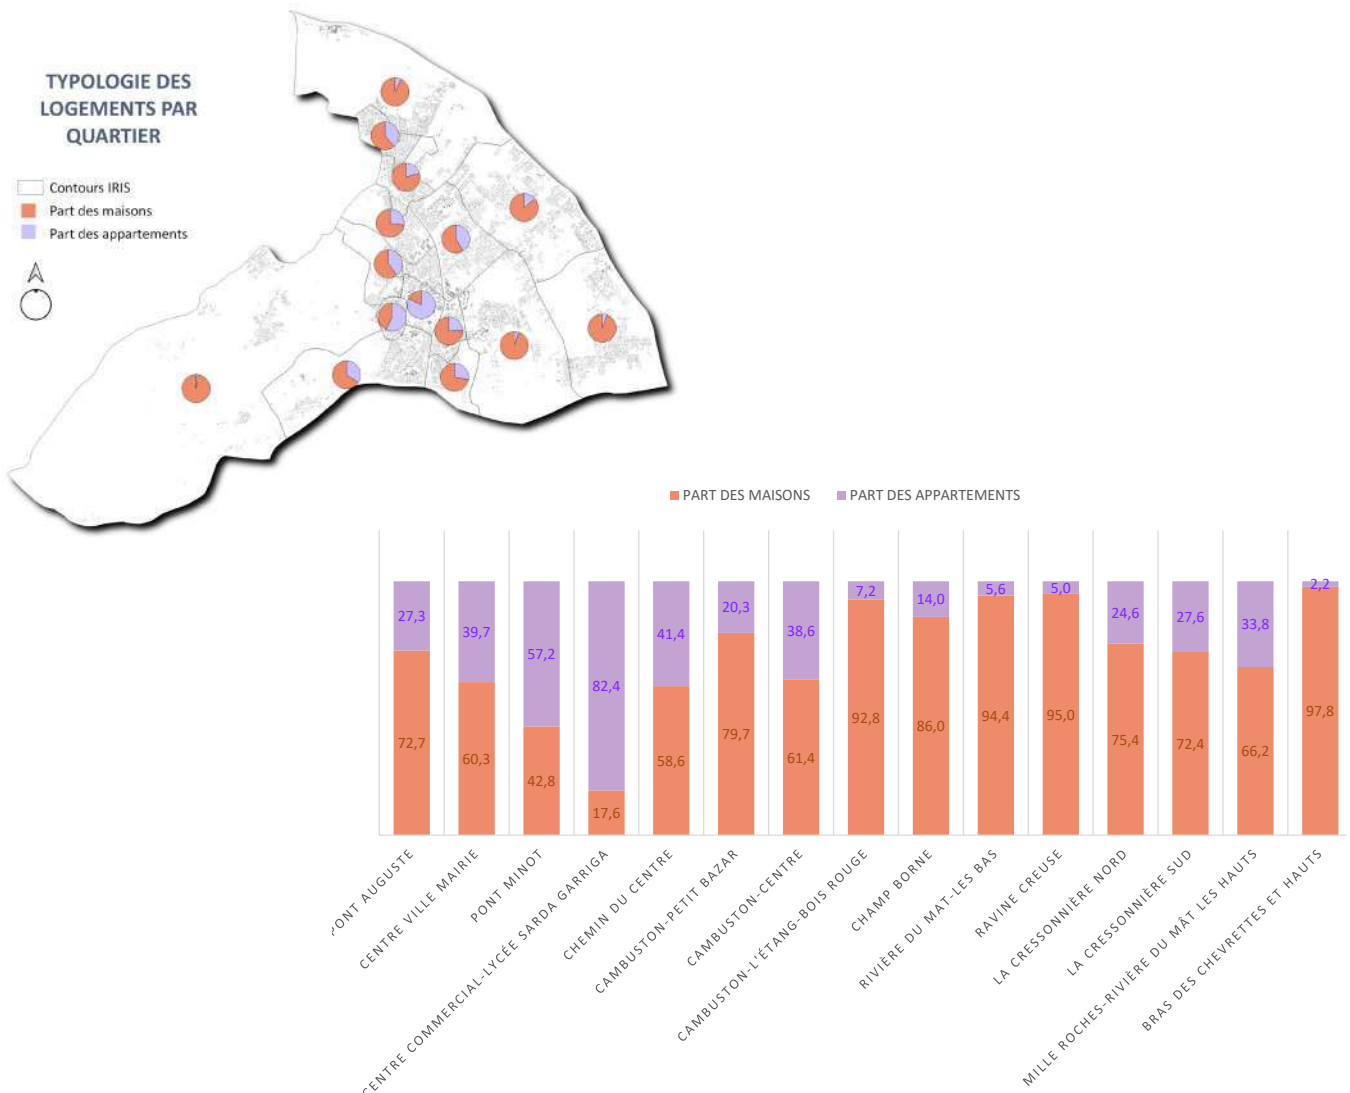 TYPOLOGIE DES
LOGEMENTS PAR
QUARTIER
Contours IRIS
Part des maisons
Part des appartements
PART DES MAISONS PART DES APPARTEMENTS
27,3 39,7 57,2 82,4 41,4 20,3 38,6 7,2 14,0 5,6 5,0 24,6 27,6 33,8 2,2
72,7 60,3 42,8 17,6 58,6 79,7 61,4 92,8 86,0 94,4 95,0 75,4 72,4 66,2 97,8
PONT AUGUSTE
CENTRE VILLE MAIRIE
PONT MINOT
CENTRE COMMERCIAL-LYCÉE SARDA GARRIGA
CHEMIN DU CENTRE
CAMBUSTON-PETIT BAZAR
CAMBUSTON-CENTRE
CAMBUSTON-L'ÉTANG-BOIS ROUGE
CHAMP BORNE
RIVIÈRE DU MAT-LES BAS
RAVINE CREUSE
LA CRESSONNIÈRE NORD
LA CRESSONNIÈRE SUD
MILLE ROCHES-RIVIÈRE DU MÂT LES HAUTS
BRAS DES CHEVRETTES ET HAUTS